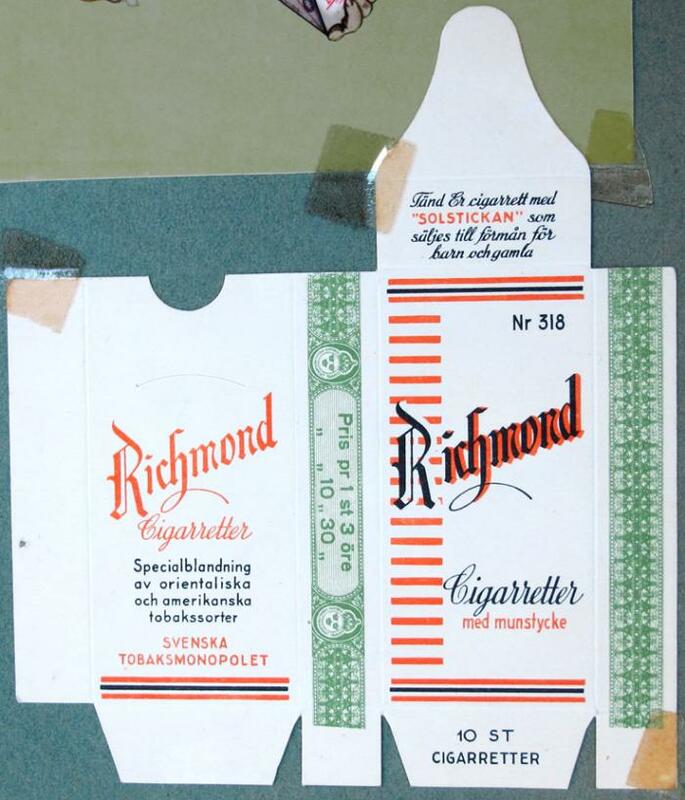 Tänd Er cigarrett med
"SOLSTICKAN" som
säljes till förmån för
barn och gamla
Nr 318
Richmond
Cigarretter
med munstycke
10 ST
CIGARRETTER
Richmond
Cigarretter
Specialblandning
av orientaliska
och amerikanska
tobakssorter
SVENSKA
TOBAKSMONOPOLET
Pris pr 1 st 3 öre
„ „ 10 „ 30 „